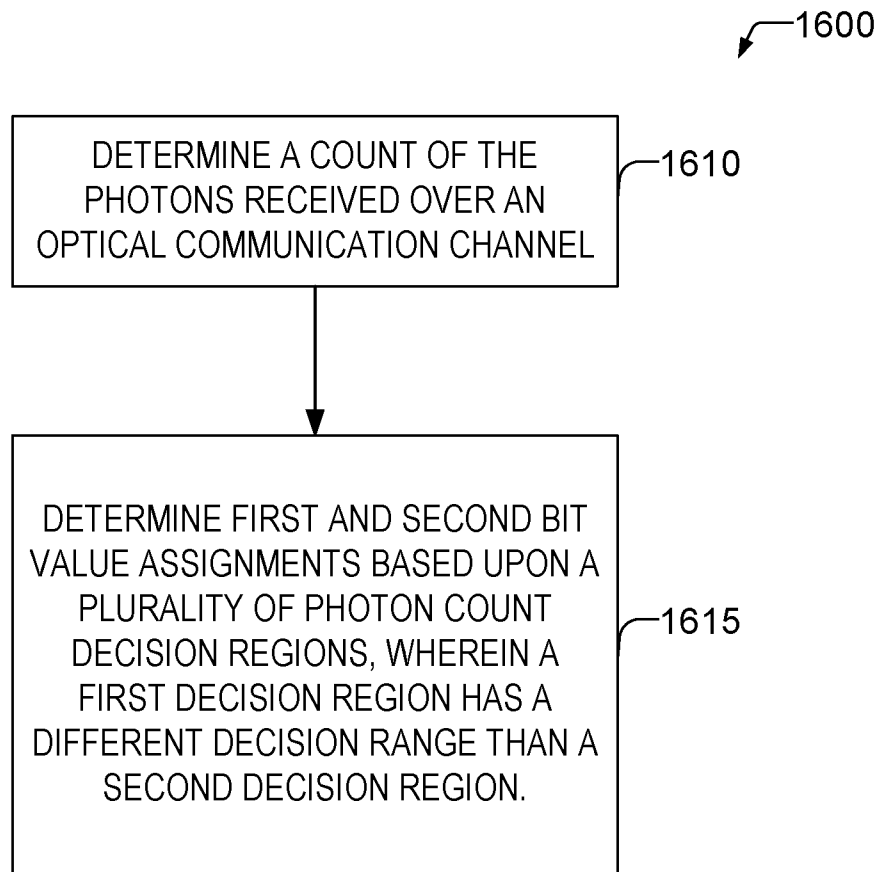 1600
DETERMINE A COUNT OF THE
PHOTONS RECEIVED OVER AN
OPTICAL COMMUNICATION CHANNEL
1610
DETERMINE FIRST AND SECOND BIT
VALUE ASSIGNMENTS BASED UPON A
PLURALITY OF PHOTON COUNT
DECISION REGIONS, WHEREIN A
FIRST DECISION REGION HAS A
DIFFERENT DECISION RANGE THAN A
SECOND DECISION REGION.
1615